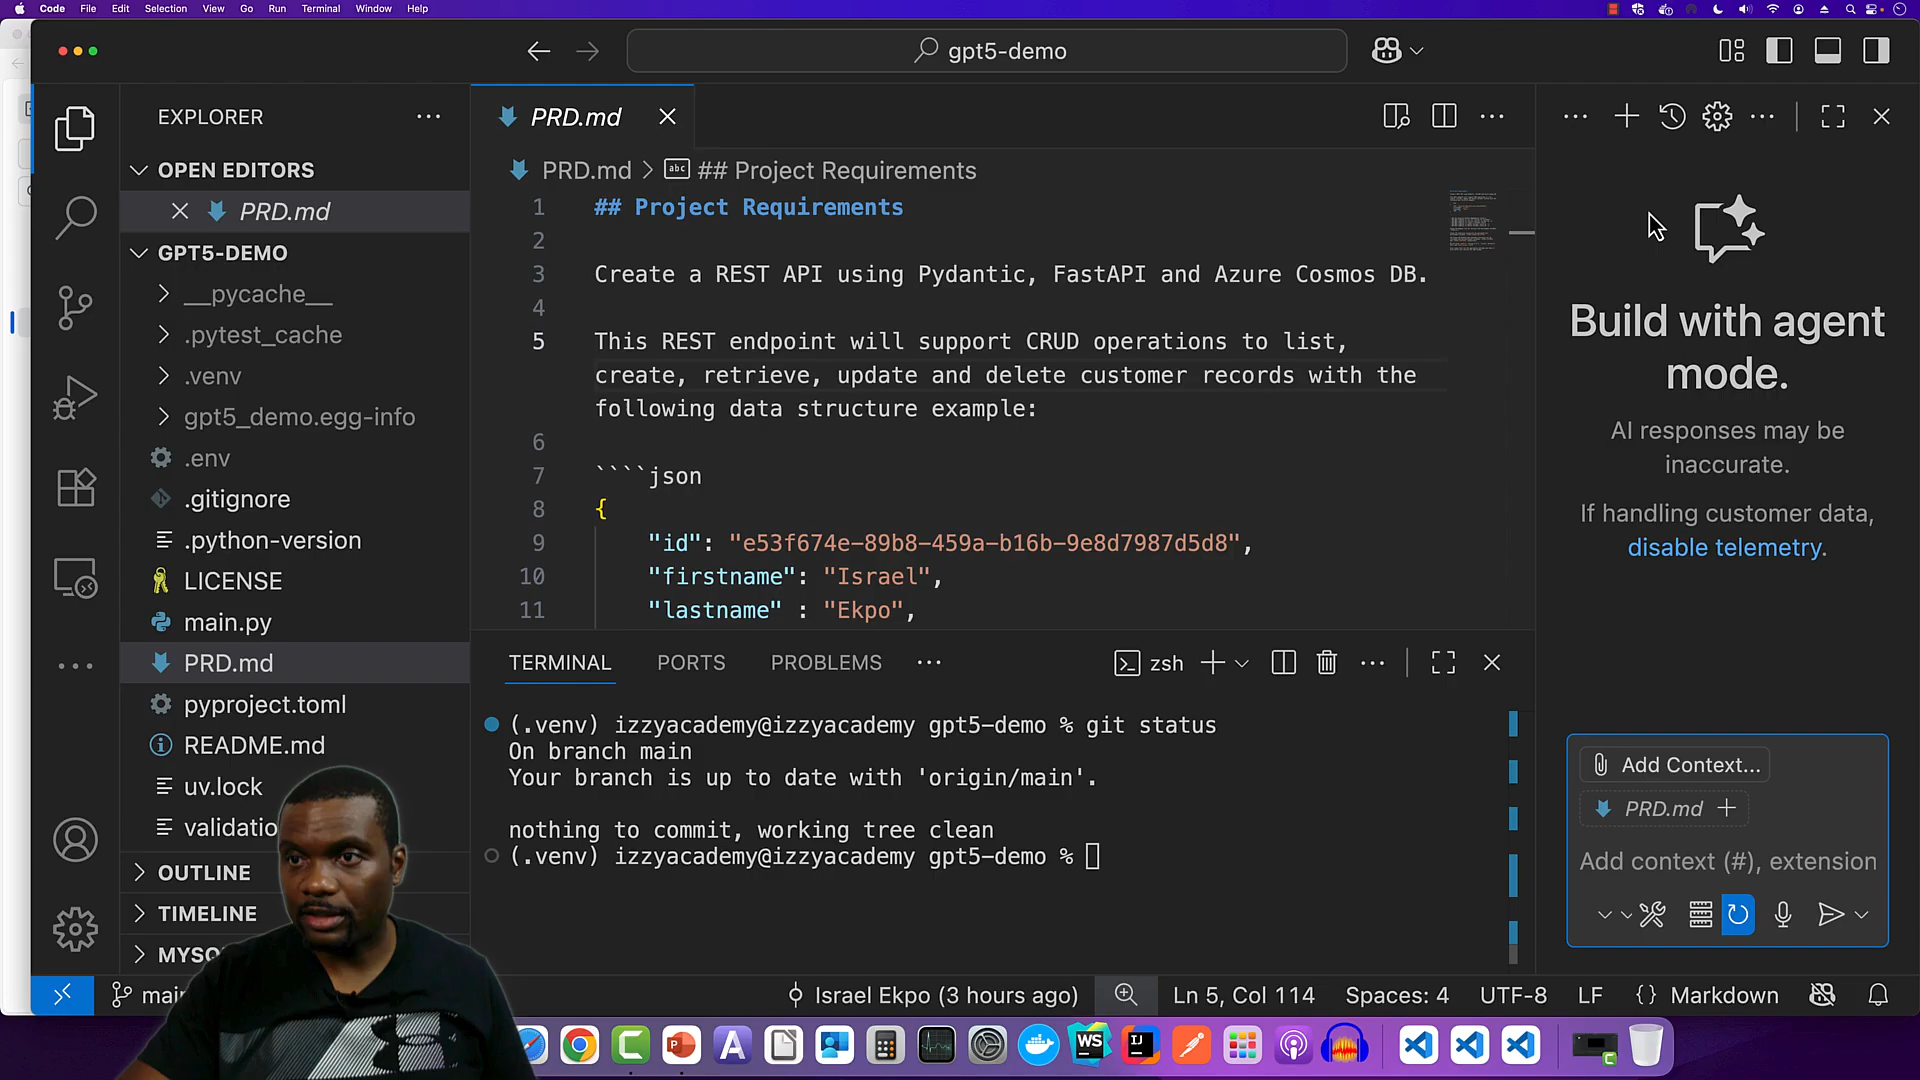 Code File Edit Selection View Go Run Terminal Window Help
gpt5-demo
EXPLORER
OPEN EDITORS
PRD.md
GPT5-DEMO
__pycache__
.pytest_cache
.venv
gpt5_demo.egg-info
.env
.gitignore
.python-version
LICENSE
main.py
PRD.md
pyproject.toml
README.md
uv.lock
validatio
OUTLINE
TIMELINE
MYSQ
PRD.md
PRD.md > abc ## Project Requirements
1 ## Project Requirements
2
3 Create a REST API using Pydantic, FastAPI and Azure Cosmos DB.
4
5 This REST endpoint will support CRUD operations to list,
create, retrieve, update and delete customer records with the
following data structure example:
6
7 ````json
8 {
9 "id": "e53f674e-89b8-459a-b16b-9e8d7987d5d8",
10 "firstname": "Israel",
11 "lastname" : "Ekpo",
TERMINAL PORTS PROBLEMS
zsh
(.venv) izzyacademy@izzyacademy gpt5-demo % git status
On branch main
Your branch is up to date with 'origin/main'.
nothing to commit, working tree clean
(.venv) izzyacademy@izzyacademy gpt5-demo %
Build with agent
mode.
AI responses may be
inaccurate.
If handling customer data,
disable telemetry.
Add Context...
PRD.md +
Add context (#), extension
main
Israel Ekpo (3 hours ago)
Ln 5, Col 114
Spaces: 4
UTF-8
LF
{} Markdown
WS
IJ